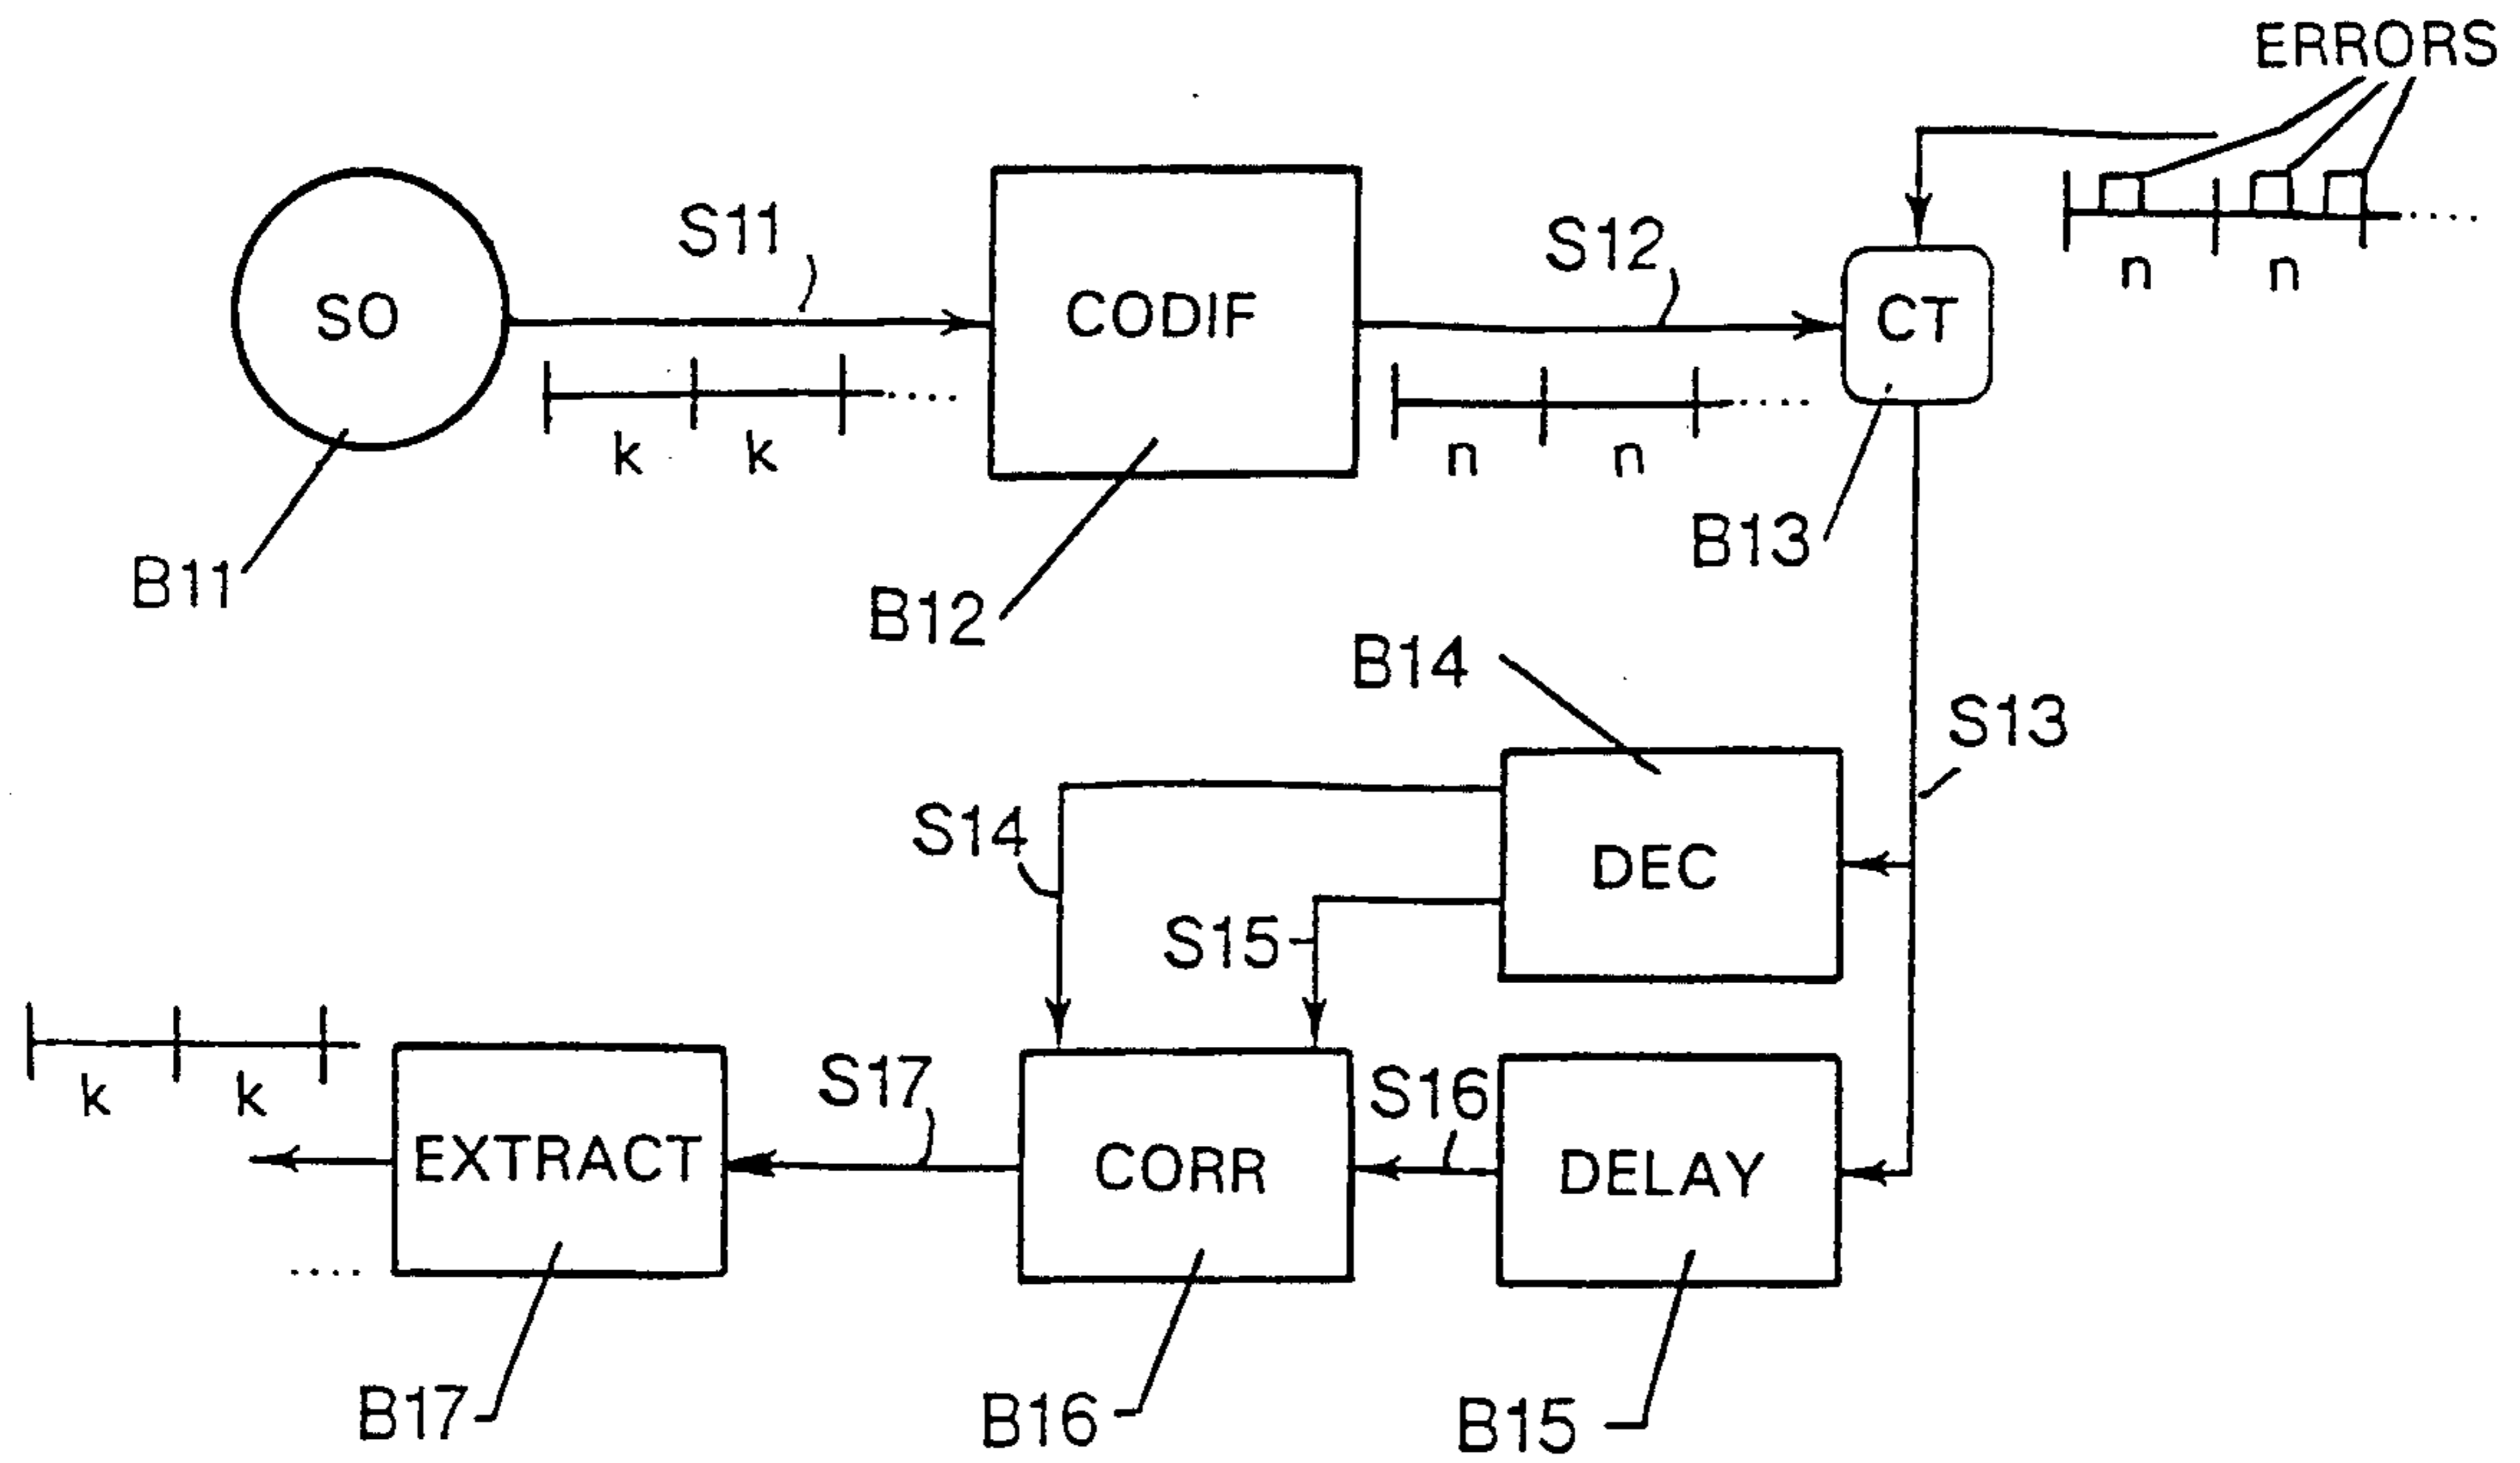 ERRORS
S11
S12
SO
CODIF
CT
n n
k k
n n
B11
B12
B13
B14
S13
S14
DEC
S15
k k
S17
S16
EXTRACT
CORR
DELAY
B17
B16
B15